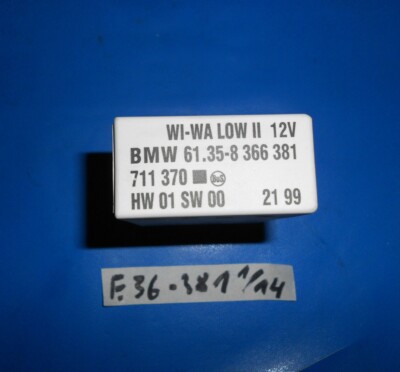 WI-WA LOW II 12V
BMW 61.35-8 366 381
711 370
HW 01 SW 00 21 99
F.36-381 1/14